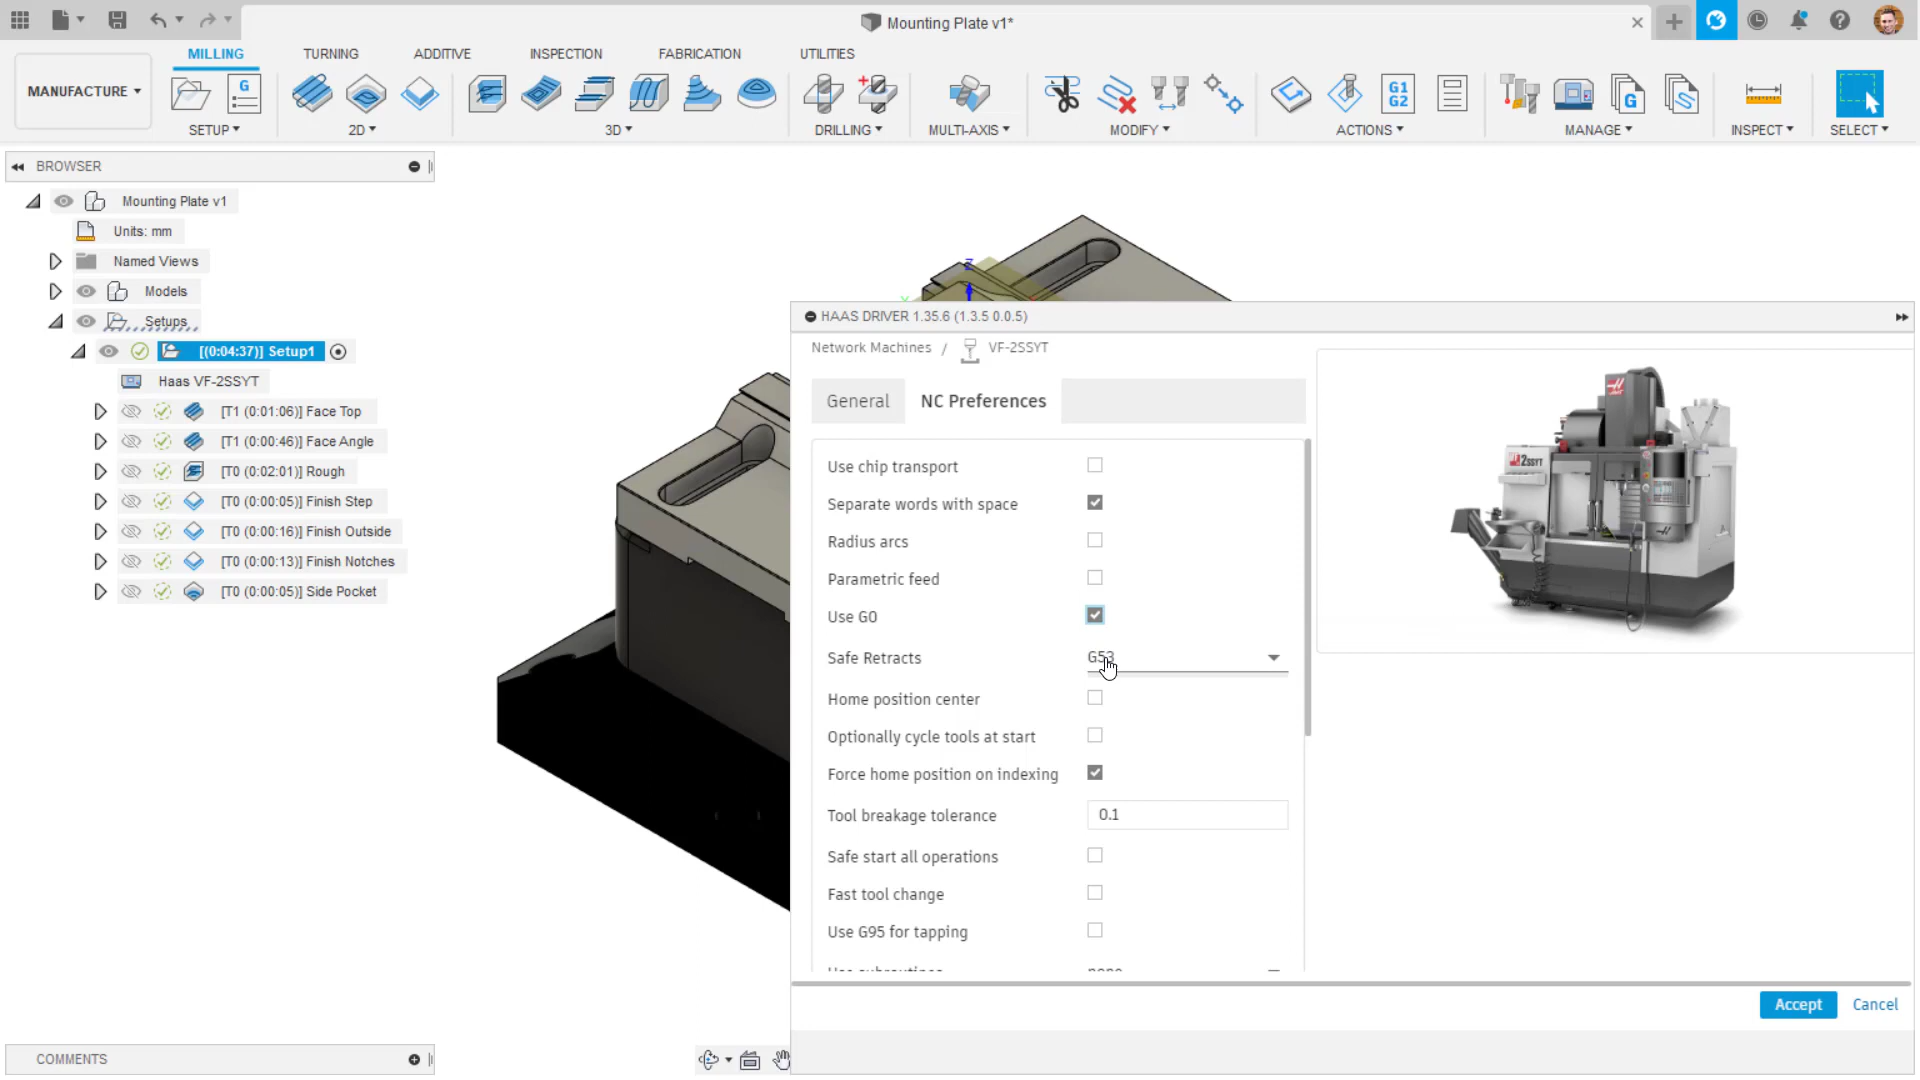 Mounting Plate v1*
MILLING TURNING ADDITIVE INSPECTION FABRICATION UTILITIES
MANUFACTURE
G
G1
G2
G
SETUP 2D 3D DRILLING MULTI-AXIS MODIFY ACTIONS MANAGE INSPECT SELECT
BROWSER
Mounting Plate v1
Units: mm
Named Views
Models
Setups
[(0:04:37)] Setup1
Haas VF-2SSYT
[T1 (0:01:06)] Face Top
[T1 (0:00:46)] Face Angle
[T0 (0:02:01)] Rough
[T0 (0:00:05)] Finish Step
[T0 (0:00:16)] Finish Outside
[T0 (0:00:13)] Finish Notches
[T0 (0:00:05)] Side Pocket
Z
HAAS DRIVER 1.35.6 (1.3.5 0.0.5)
Network Machines / VF-2SSYT
General NC Preferences
Use chip transport
Separate words with space
Radius arcs
Parametric feed
Use G0
Safe Retracts G53
Home position center
Optionally cycle tools at start
Force home position on indexing
Tool breakage tolerance 0.1
Safe start all operations
Fast tool change
Use G95 for tapping
Use subroutines none
2SSYT
Accept Cancel
COMMENTS